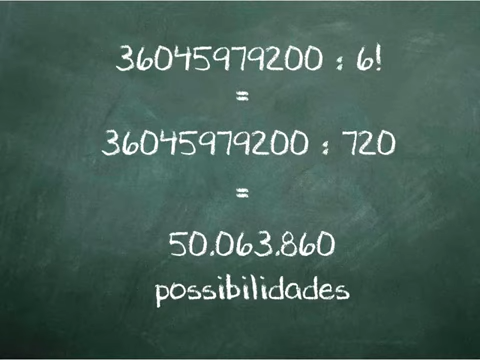 36045979200 : 6!
=
36045979200 : 720
=
50.063.860
possibilidades